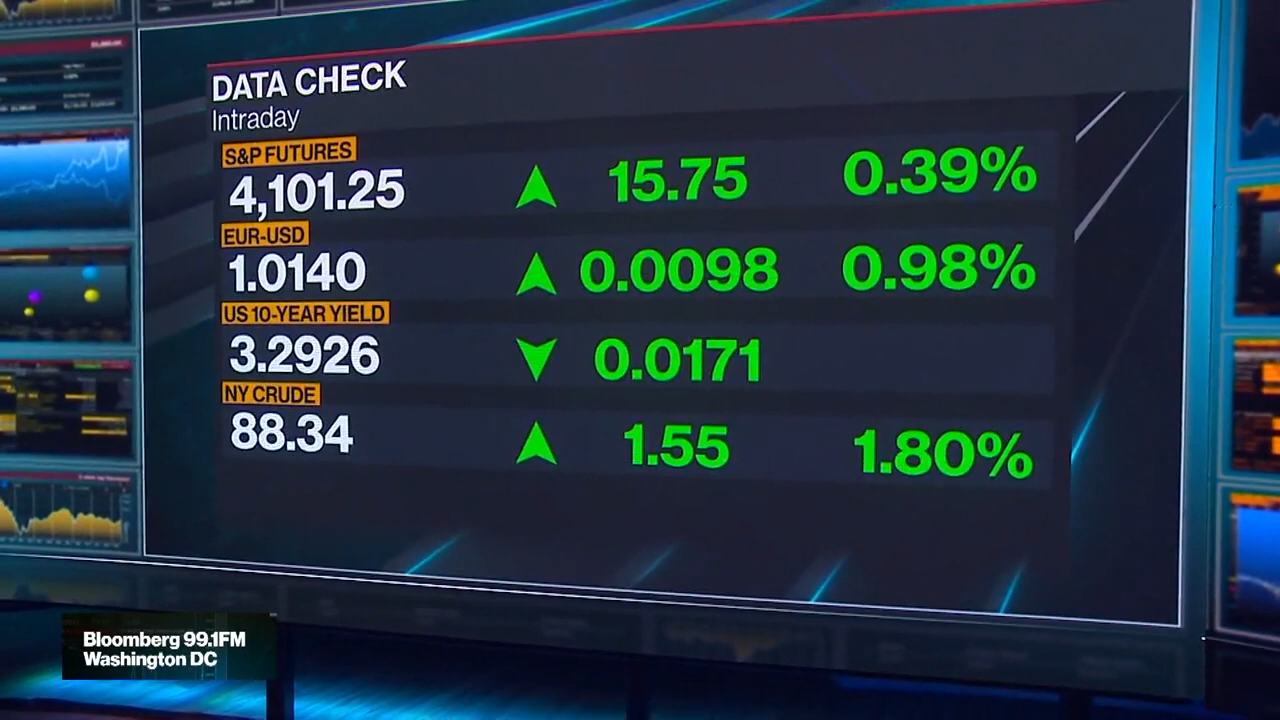 DATA CHECK
Intraday
S&P FUTURES
4,101.25 ▲ 15.75 0.39%
EUR-USD
1.0140 ▲ 0.0098 0.98%
US 10-YEAR YIELD
3.2926 ▼ 0.0171
NY CRUDE
88.34 ▲ 1.55 1.80%
Bloomberg 99.1FM
Washington DC